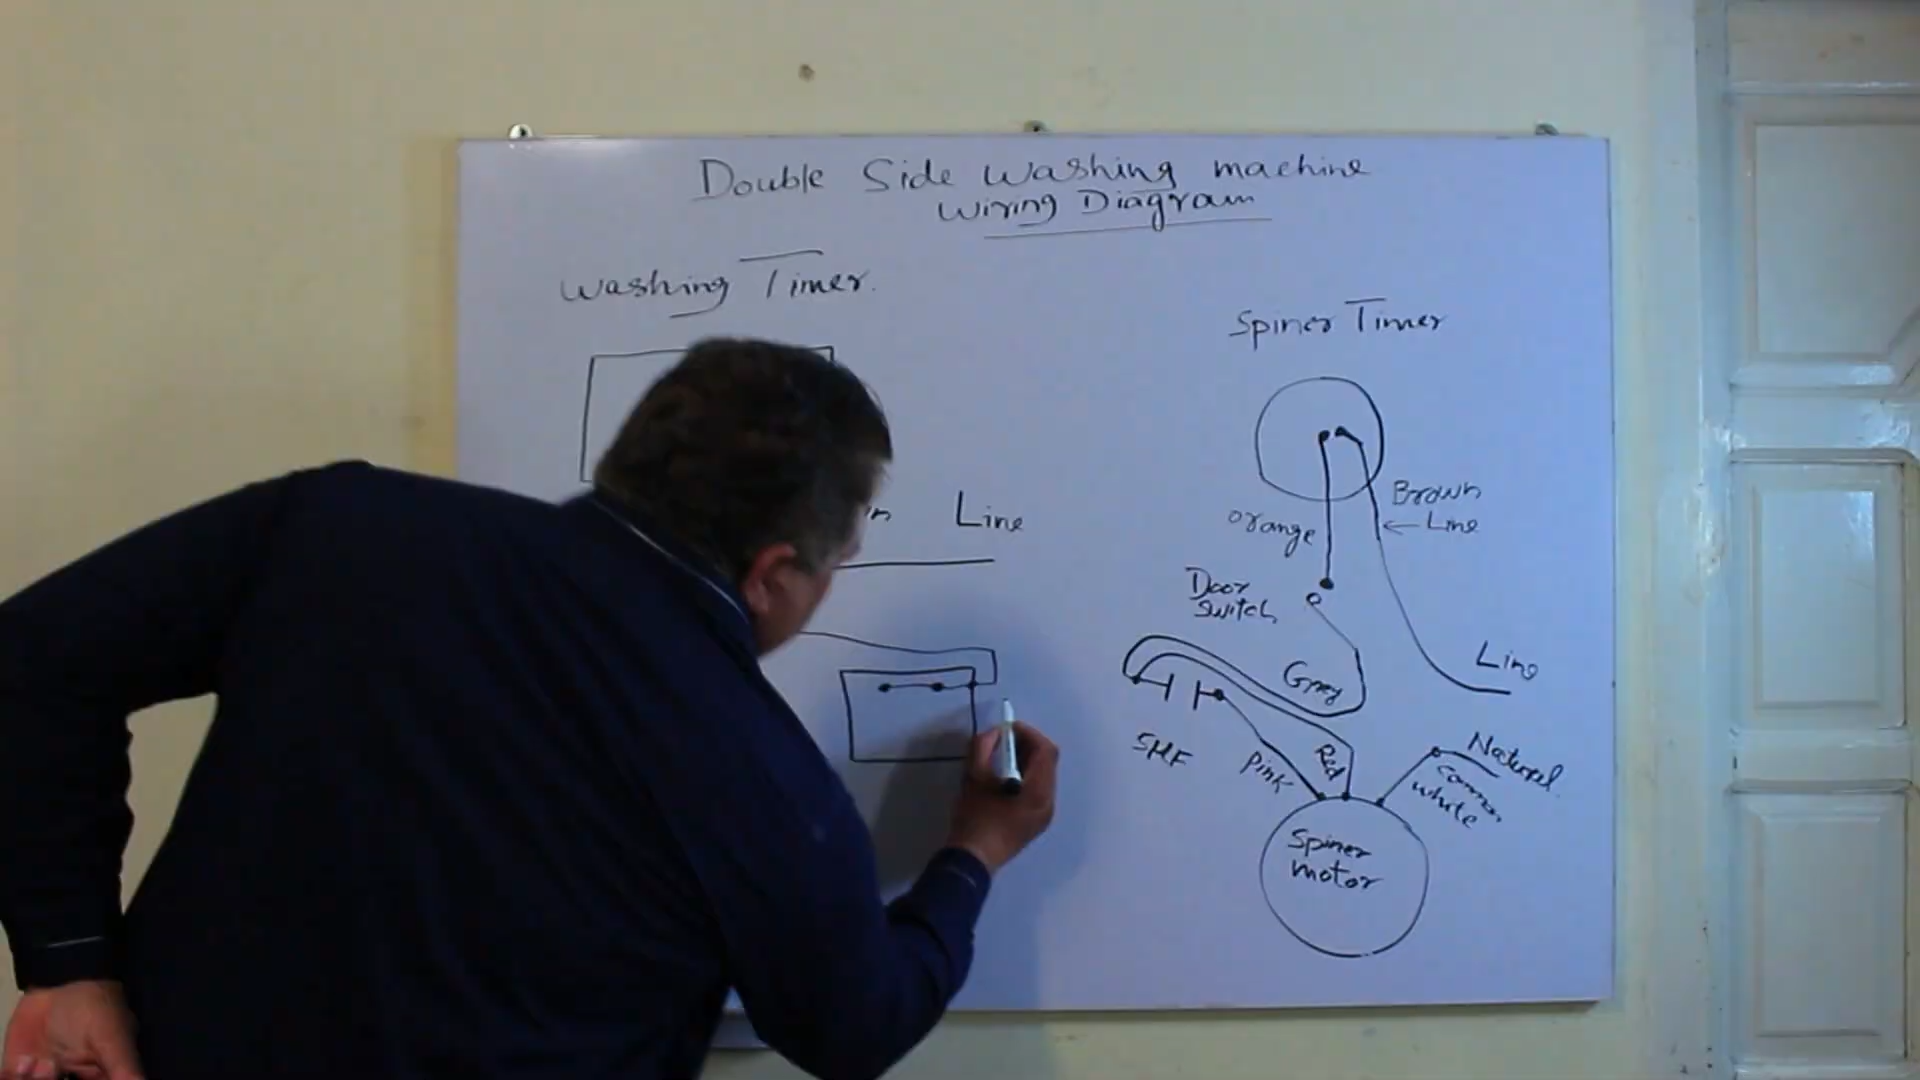 Double Side Washing machine
Wiring Diagram
Washing Timer.
Spiner Timer
Line
Brown
Line
orange
Door
Switch
Grey
Line
5MF
Pink
Red
Natural
Common
white
Spiner
motor